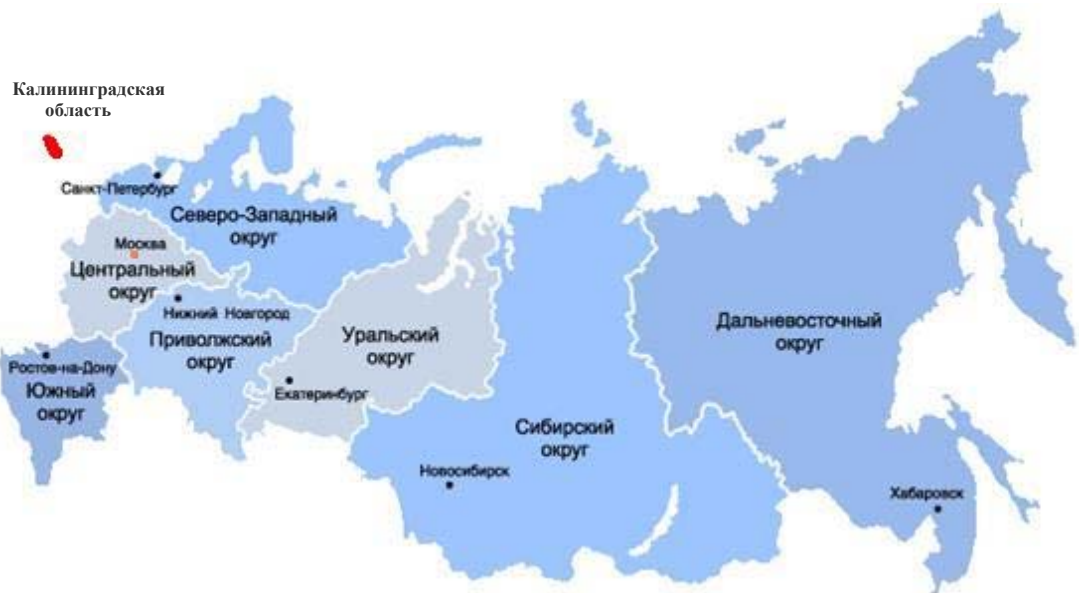 Калининградская
область
Санкт-Петербург
Северо-Западный
округ
Москва
Центральный
округ
Нижний Новгород
Приволжский
округ
Уральский
округ
Екатеринбург
Ростов-на-Дону
Южный
округ
Дальневосточный
округ
Сибирский
округ
Новосибирск
Хабаровск